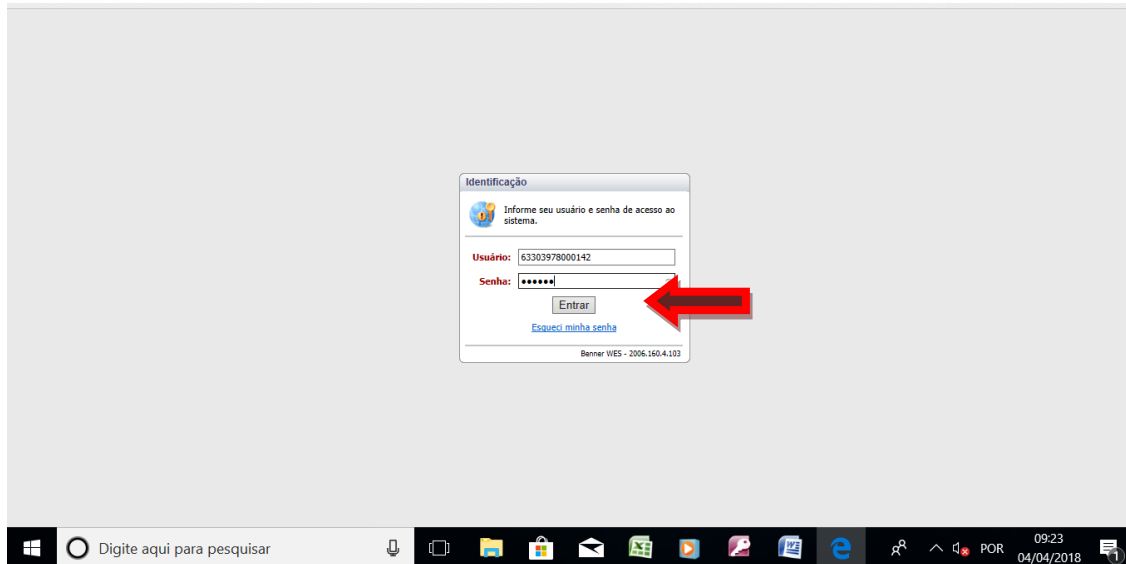 Identificação
Informe seu usuário e senha de acesso ao
sistema.
Usuário: 63303978000142
Senha: ••••••
Entrar
Esqueci minha senha
Benner WES - 2006.160.4.103
Digite aqui para pesquisar
POR
09:23
04/04/2018
1